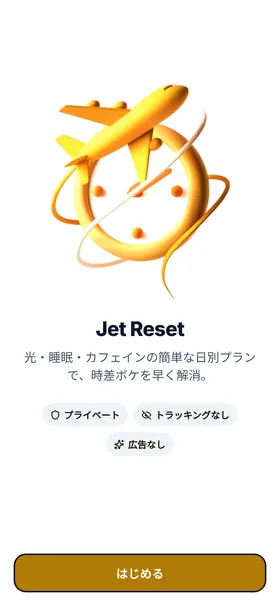 Jet Reset
光・睡眠・カフェインの簡単な日別プラン
で、時差ボケを早く解消。
プライベート
トラッキングなし
広告なし
はじめる